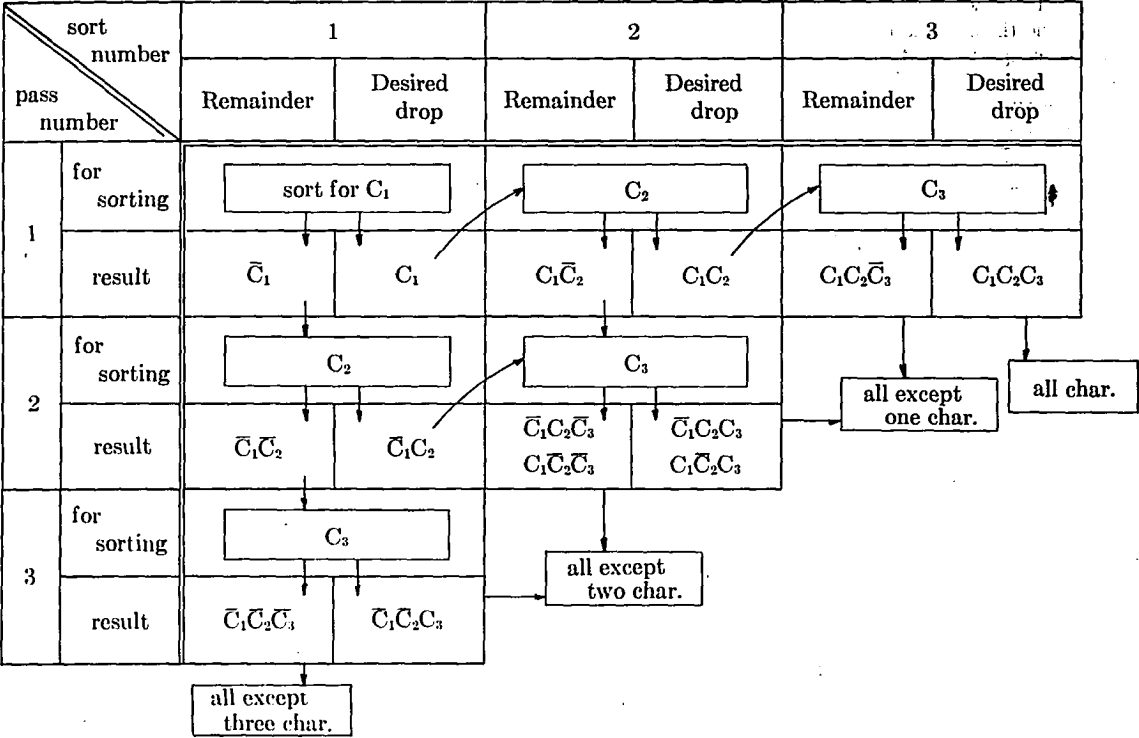 sort
number
pass
number
1
2
3
Remainder
Desired
drop
Remainder
Desired
drop
Remainder
Desired
drop
1
for
sorting
sort for C₁
C₂
C₃
result
C̅₁
C₁
C₁C̅₂
C₁C₂
C₁C₂C̅₃
C₁C₂C₃
2
for
sorting
C₂
C₃
all except
one char.
all char.
result
C̅₁C̅₂
C̅₁C₂
C̅₁C₂C̅₃
C₁C̅₂C̅₃
C̅₁C₂C₃
C₁C̅₂C₃
3
for
sorting
C₃
all except
two char.
result
C̅₁C̅₂C̅₃
C̅₁C̅₂C₃
all except
three char.